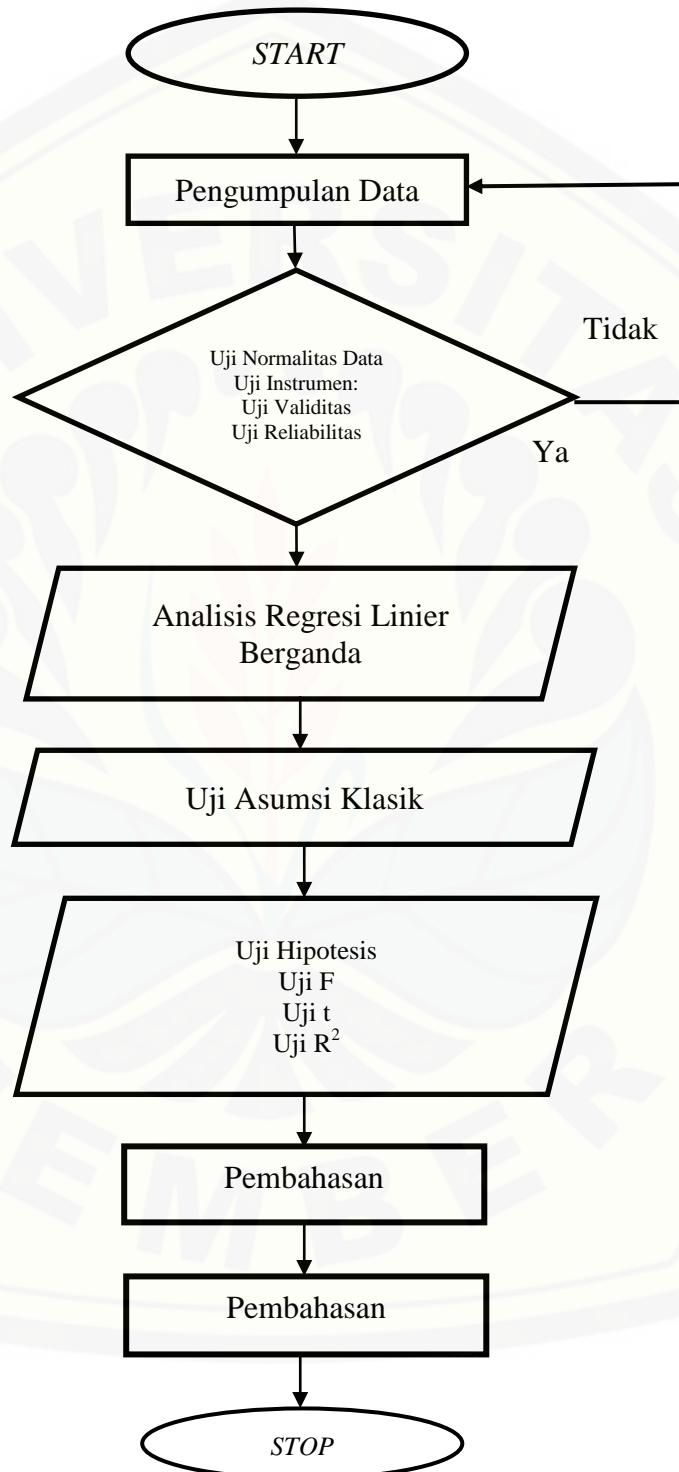 START
Pengumpulan Data
Tidak
Uji Normalitas Data
Uji Instrumen:
Uji Validitas
Uji Reliabilitas
Ya
Analisis Regresi Linier
Berganda
Uji Asumsi Klasik
Uji Hipotesis
Uji F
Uji t
Uji R²
Pembahasan
Pembahasan
STOP